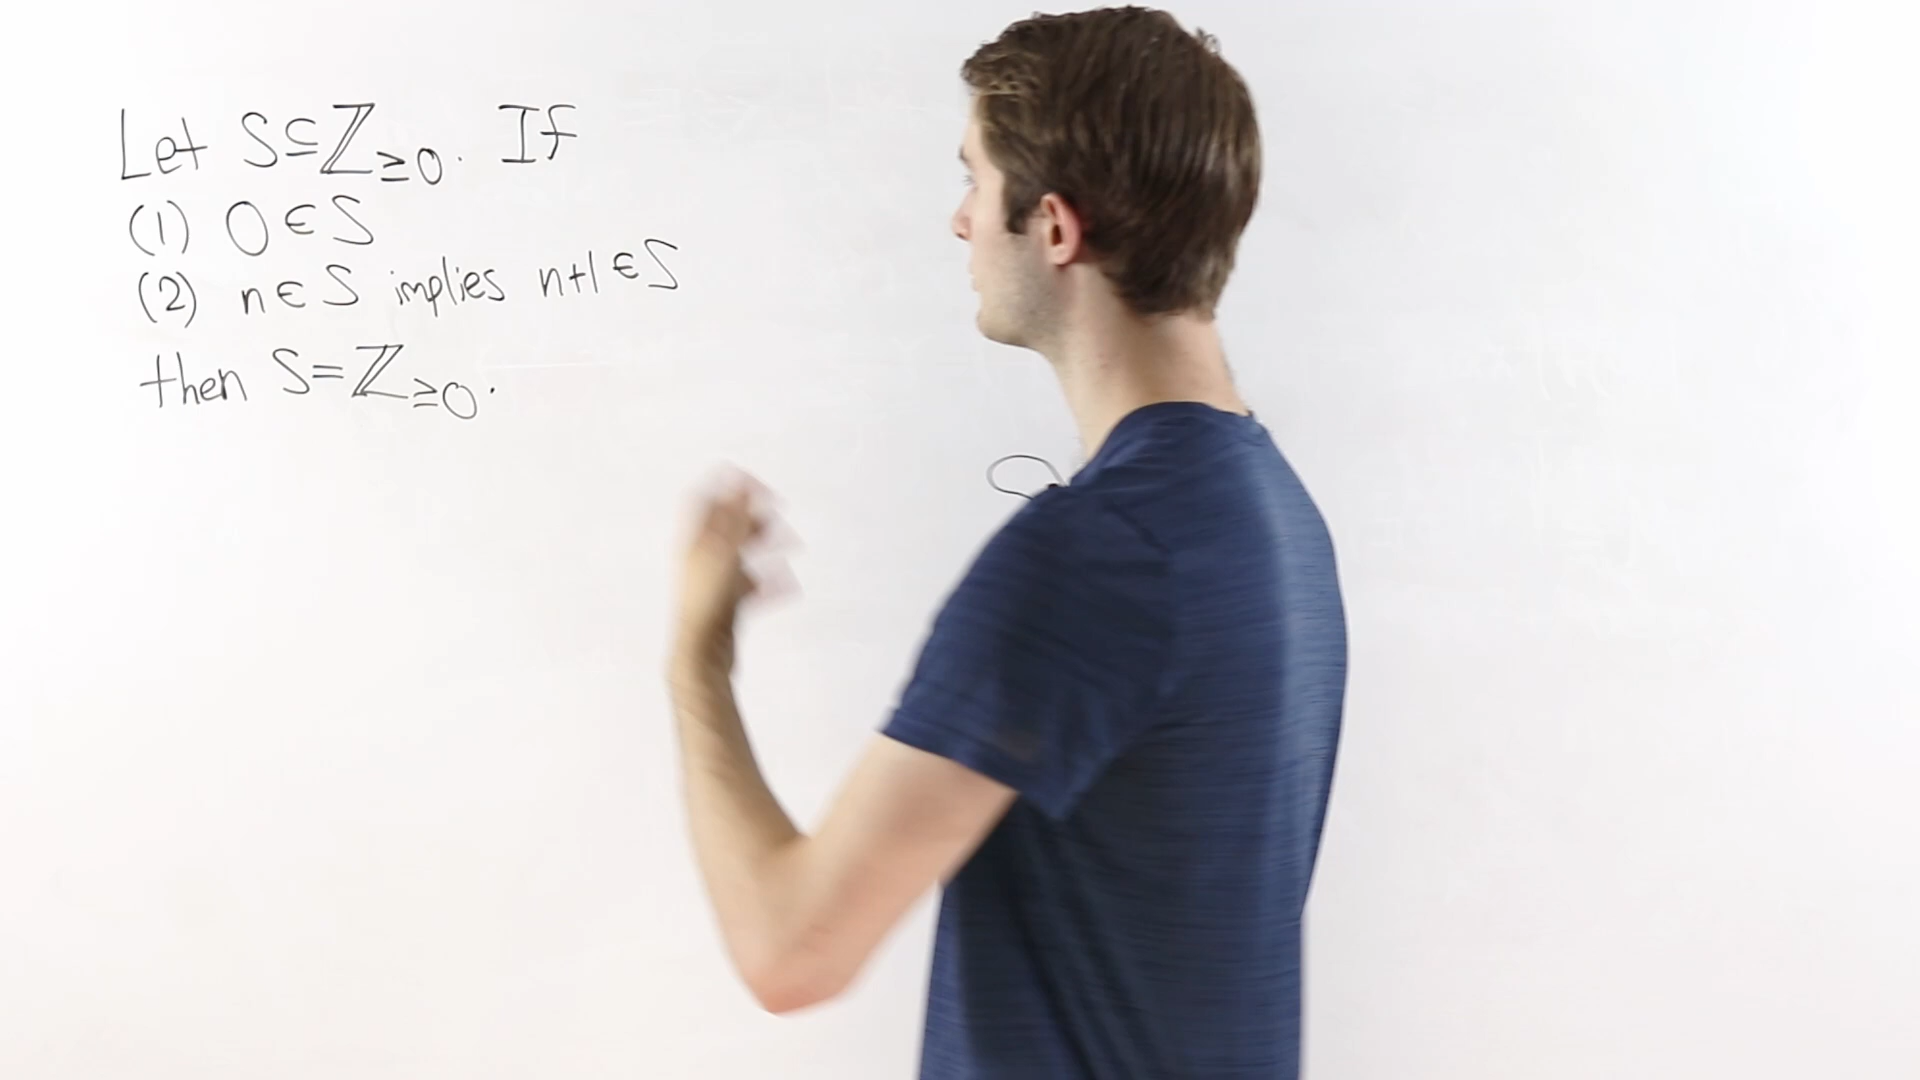 Let S⊆ℤ≥0. If
(1) 0∈S
(2) n∈S implies n+1∈S
then S=ℤ≥0.